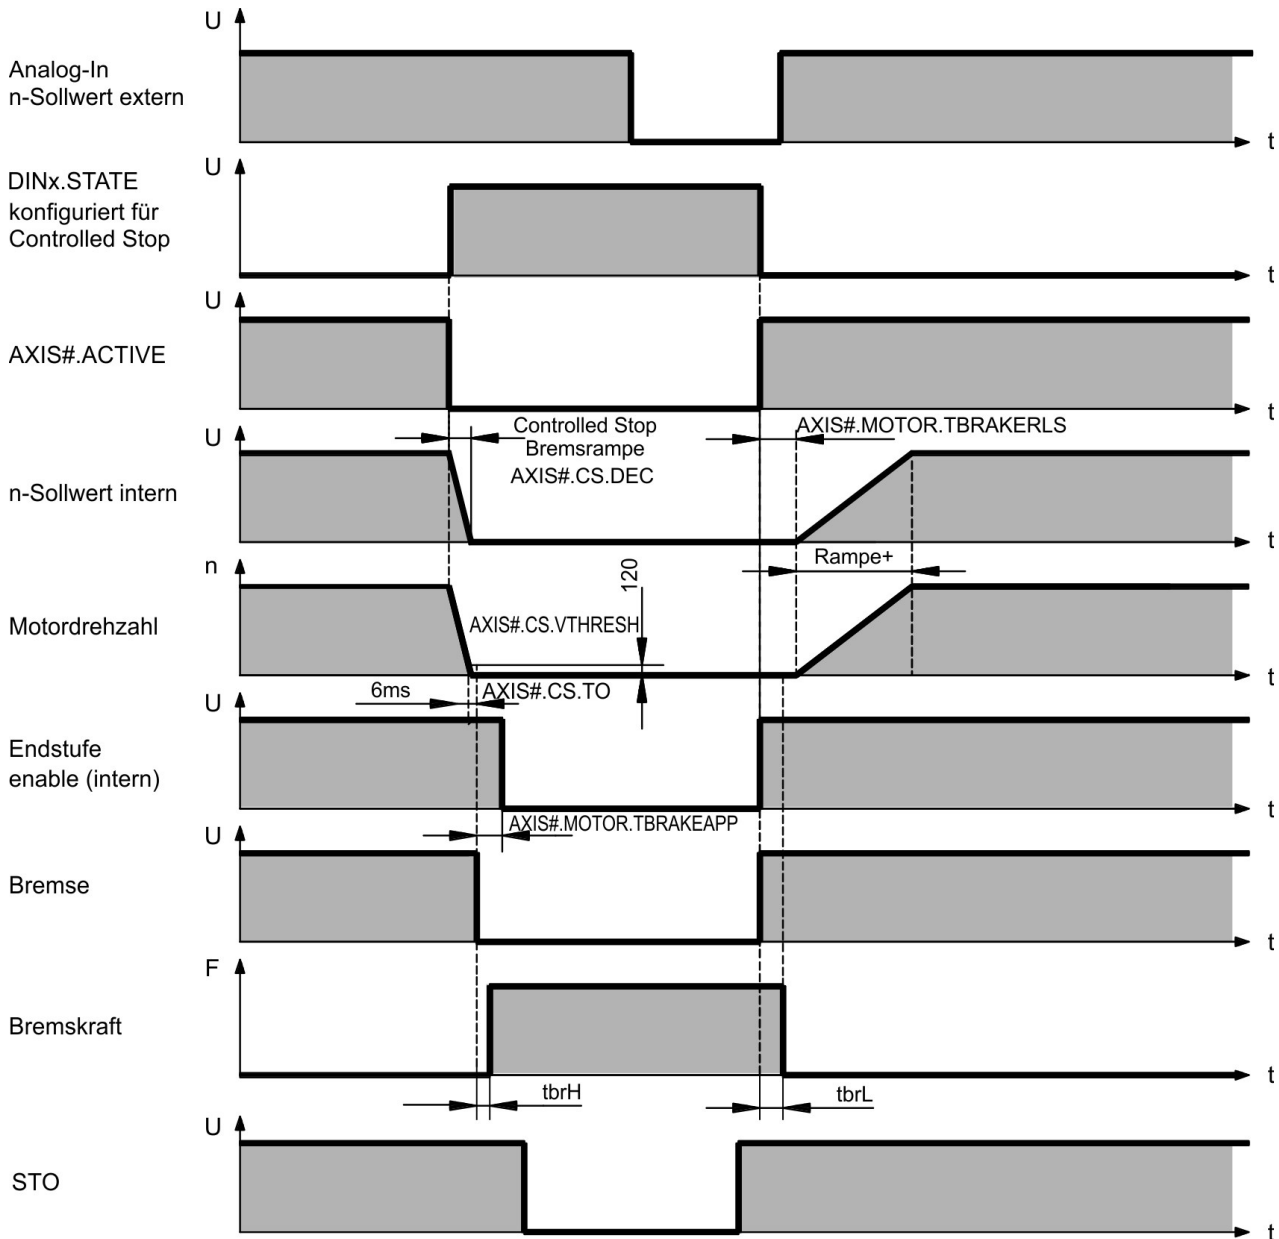 U
Analog-In
n-Sollwert extern
t
U
DINx.STATE
konfiguriert für
Controlled Stop
t
U
AXIS#.ACTIVE
t
U
Controlled Stop
Bremsrampe
AXIS#.CS.DEC
AXIS#.MOTOR.TBRAKERLS
n-Sollwert intern
t
n
Rampe+
120
Motordrehzahl
AXIS#.CS.VTHRESH
t
6ms
AXIS#.CS.TO
U
Endstufe
enable (intern)
t
AXIS#.MOTOR.TBRAKEAPP
U
Bremse
t
F
Bremskraft
t
tbrH
tbrL
U
STO
t